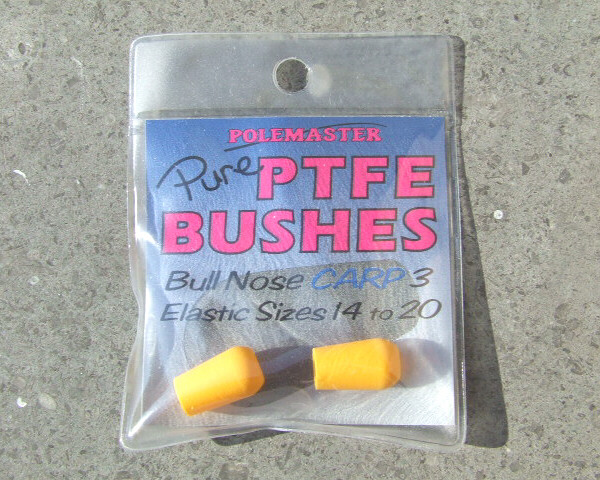 POLEMASTER
Pure PTFE
BUSHES
Bull Nose CARP 3
Elastic Sizes 14 to 20